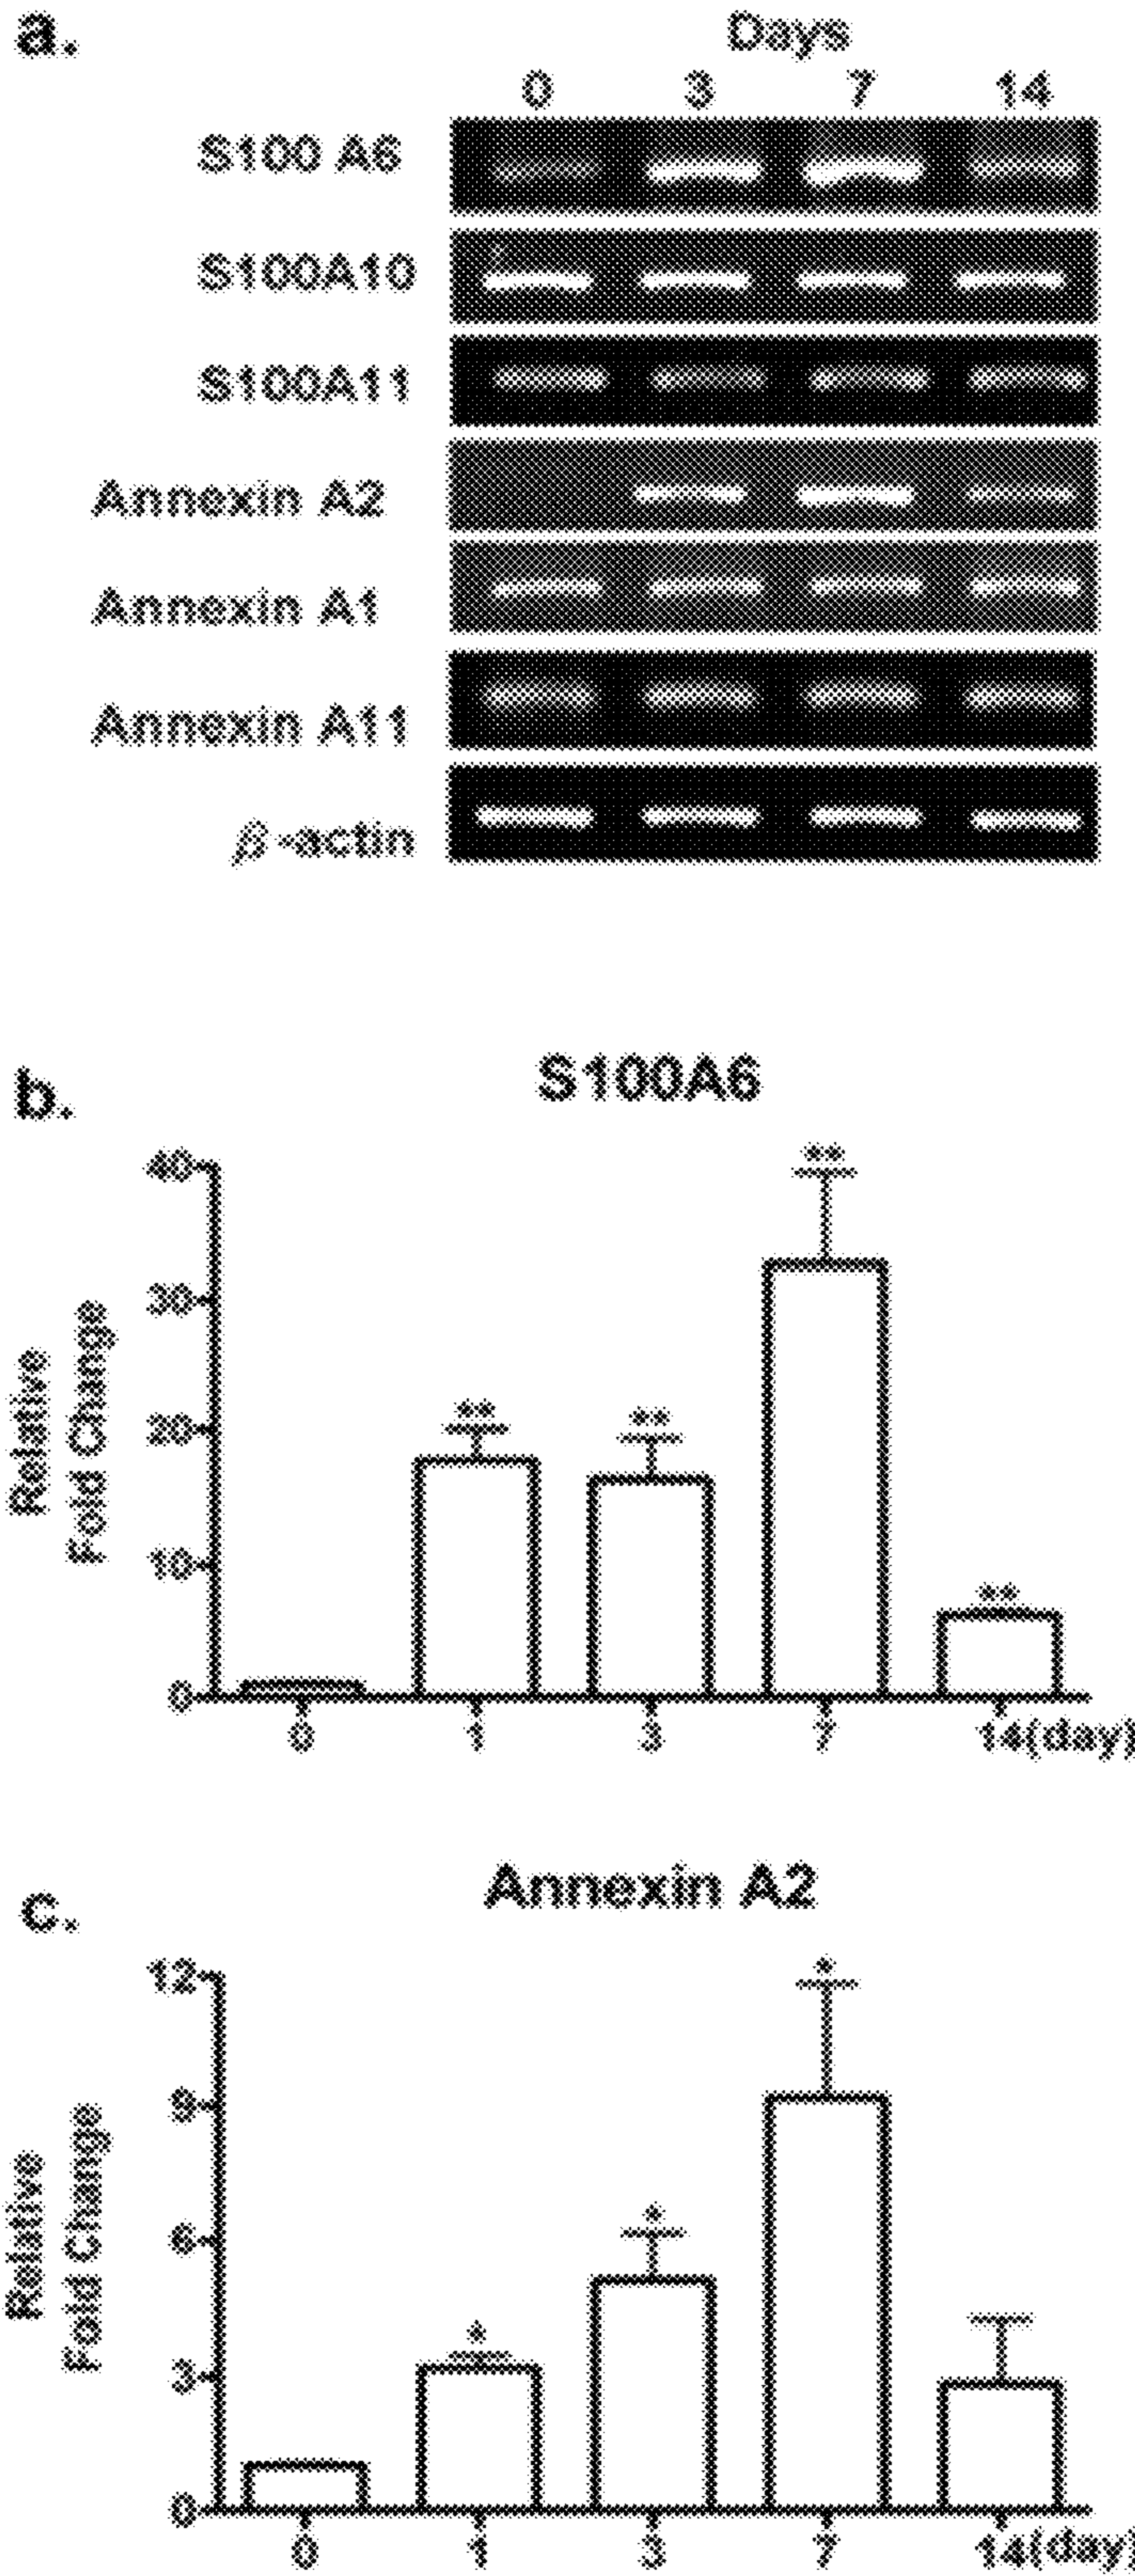 a.
Days
0 3 7 14
S100 A6
S100A10
S100A11
Annexin A2
Annexin A1
Annexin A11
β-actin
b.
S100A6
Relative
Fold Change
40
**
30
20
**
**
10
**
0
0 1 3 7 14(day)
c.
Annexin A2
Relative
Fold Change
12
*
9
6
*
3
*
0
0 1 3 7 14(day)